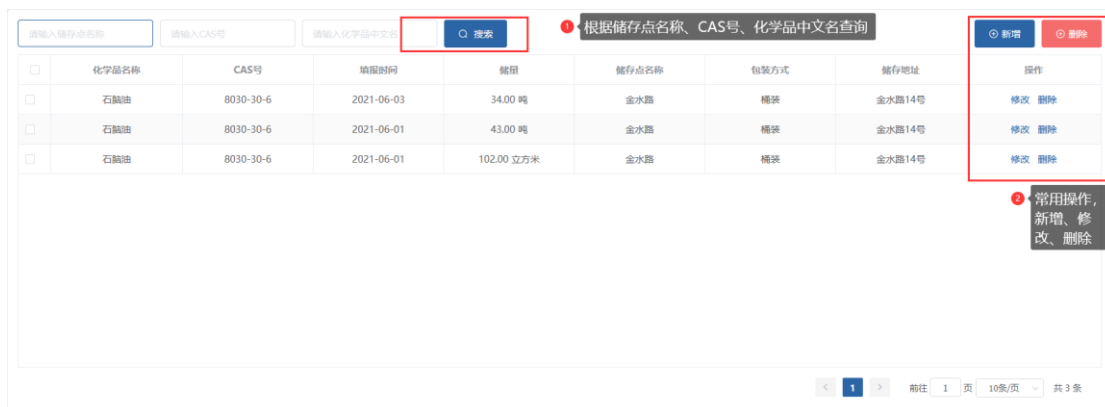 请输入储存点名称 请输入CAS号 请输入化学品中文名 搜索 1 根据储存点名称、CAS号、化学品中文名查询 新增 删除
化学品名称 CAS号 填报时间 储量 储存点名称 包装方式 储存地址 操作
石脑油 8030-30-6 2021-06-03 34.00 吨 金水路 桶装 金水路14号 修改 删除
石脑油 8030-30-6 2021-06-01 43.00 吨 金水路 桶装 金水路14号 修改 删除
石脑油 8030-30-6 2021-06-01 102.00 立方米 金水路 桶装 金水路14号 修改 删除
2 常用操作,
新增、修
改、删除
< 1 > 前往 1 页 10条/页 共 3 条